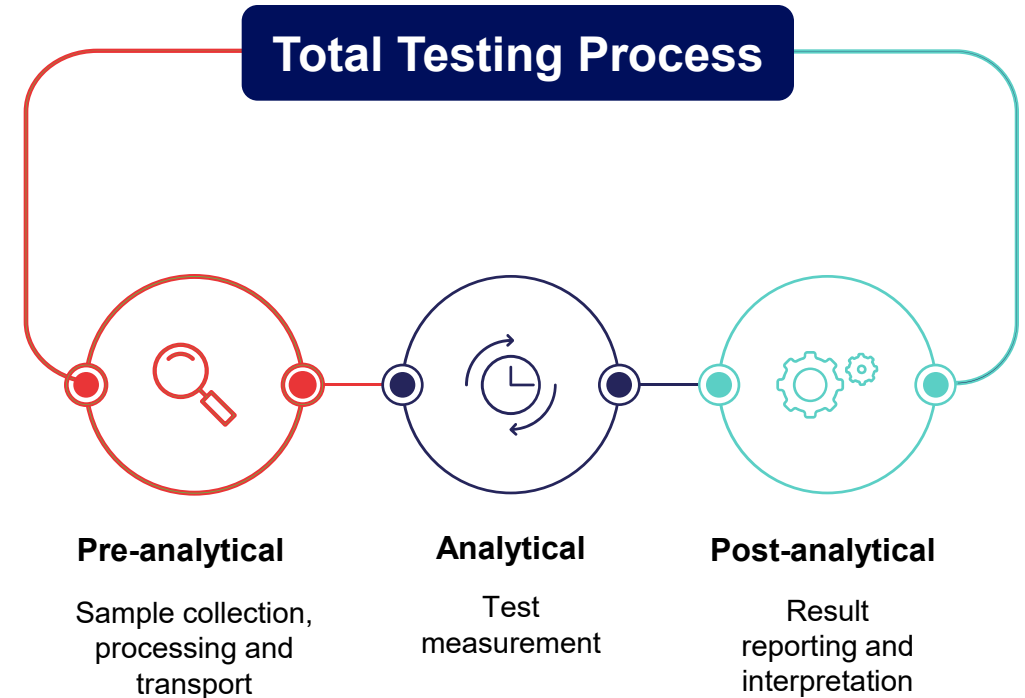 Total Testing Process
Pre-analytical
Sample collection,
processing and
transport
Analytical
Test
measurement
Post-analytical
Result
reporting and
interpretation